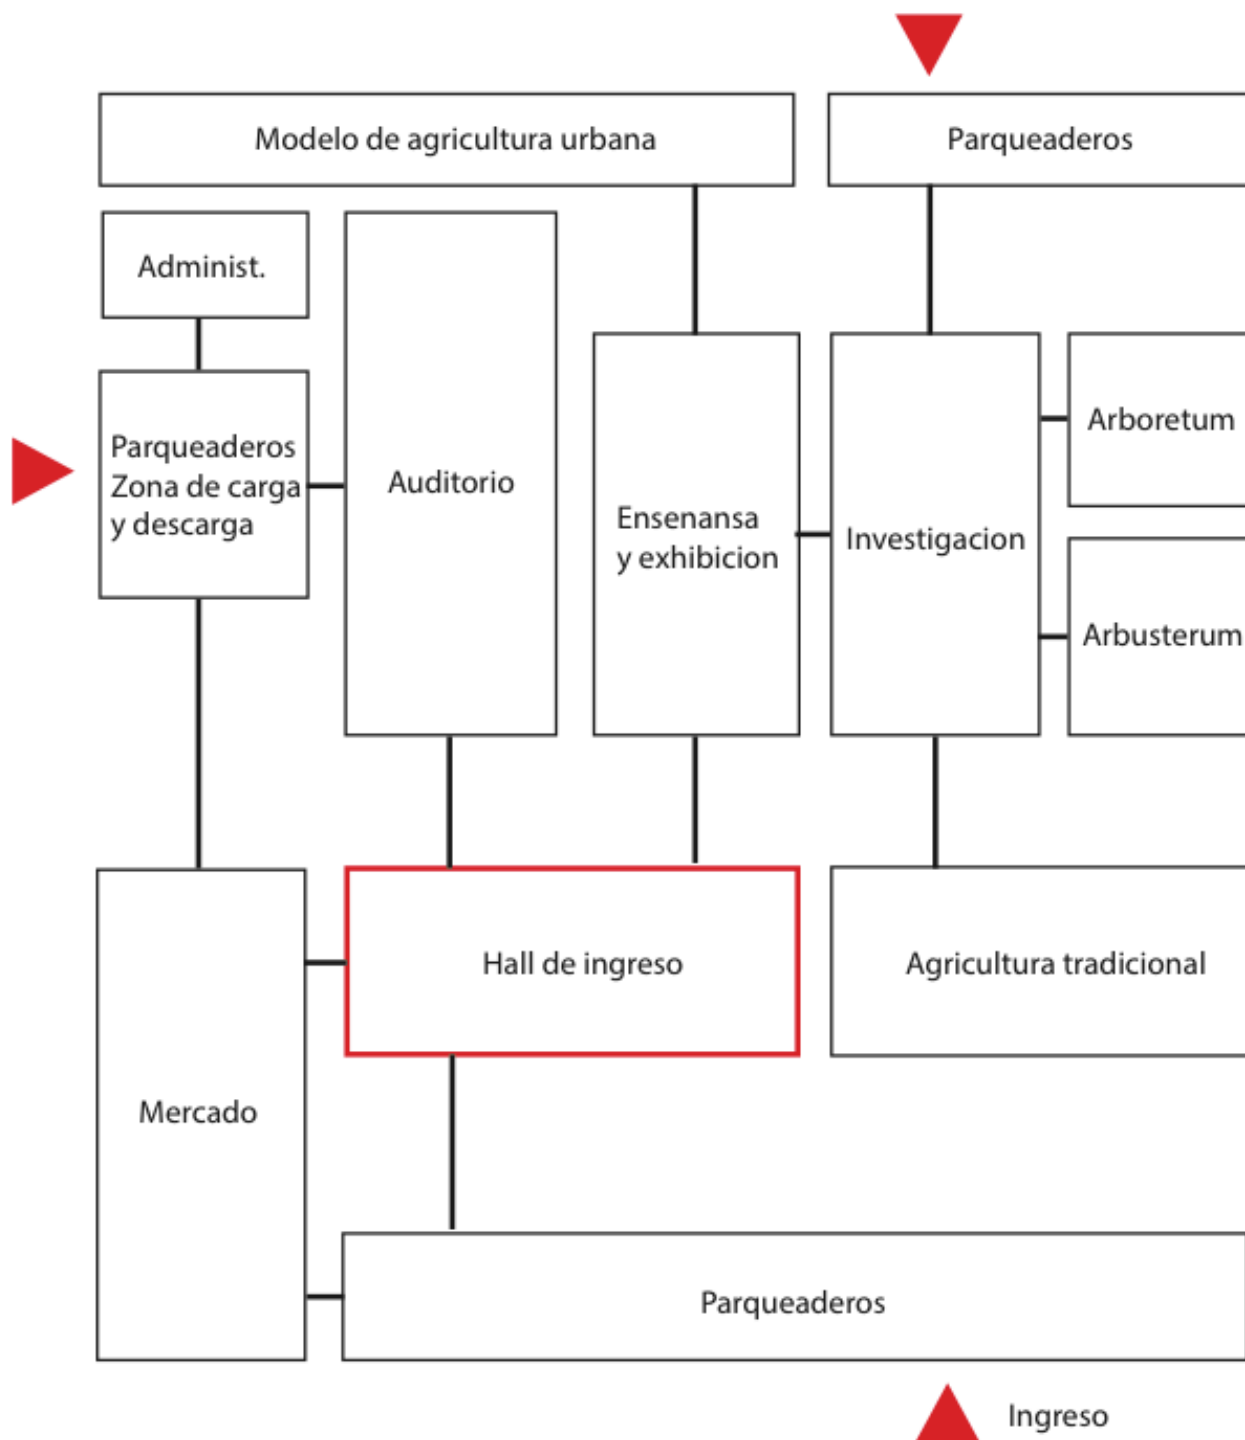 Modelo de agricultura urbana
Parqueaderos
Administ.
Parqueaderos
Zona de carga
y descarga
Auditorio
Ensenansa
y exhibicion
Investigacion
Arboretum
Arbusterum
Mercado
Hall de ingreso
Agricultura tradicional
Parqueaderos
Ingreso